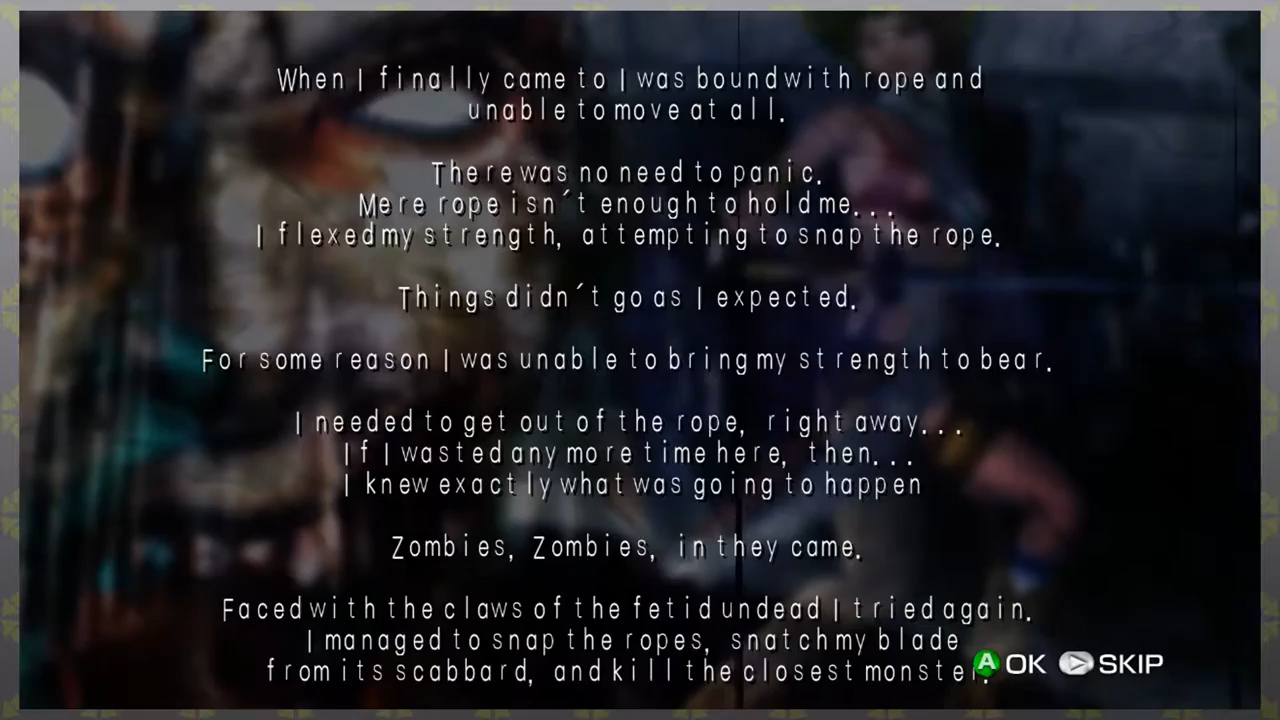 When I finally came to I was bound with rope and
unable to move at all.
There was no need to panic.
Mere rope isn´t enough to hold me...
I flexed my strength, attempting to snap the rope.
Things didn´t go as I expected.
For some reason I was unable to bring my strength to bear.
I needed to get out of the rope, right away...
If I wasted any more time here, then...
I knew exactly what was going to happen
Zombies, Zombies, in they came.
Faced with the claws of the fetid undead I tried again.
I managed to snap the ropes, snatch my blade
from its scabbard, and kill the closest monster.
A OK SKIP